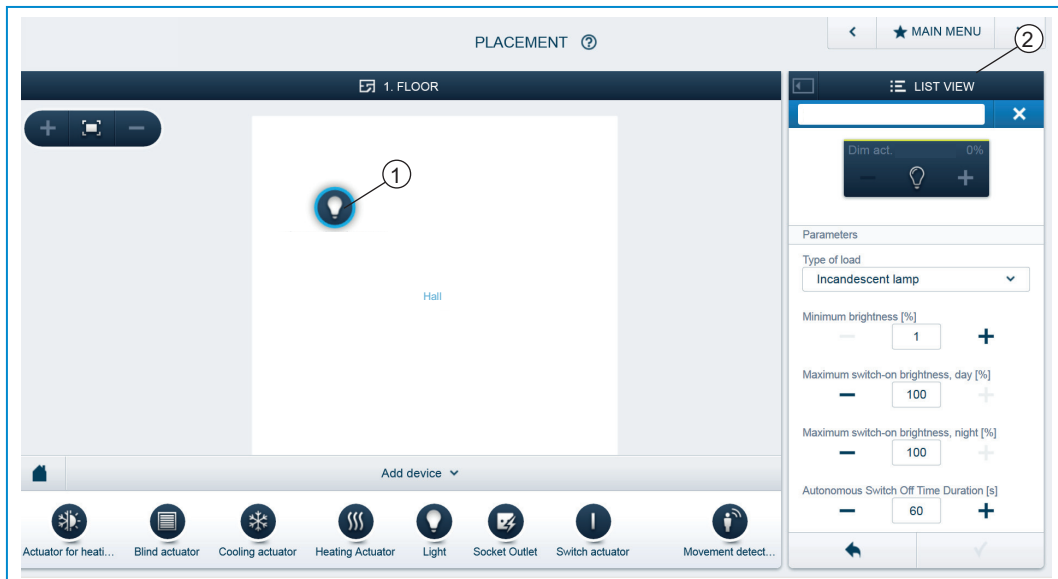 PLACEMENT ?
MAIN MENU
2
1. FLOOR
LIST VIEW
Dim act. 0%
1
Parameters
Type of load
Incandescent lamp
Hall
Minimum brightness [%]
1
Maximum switch-on brightness, day [%]
100
Maximum switch-on brightness, night [%]
100
Add device
Autonomous Switch Off Time Duration [s]
60
Actuator for heati... Blind actuator Cooling actuator Heating Actuator Light Socket Outlet Switch actuator Movement detect...